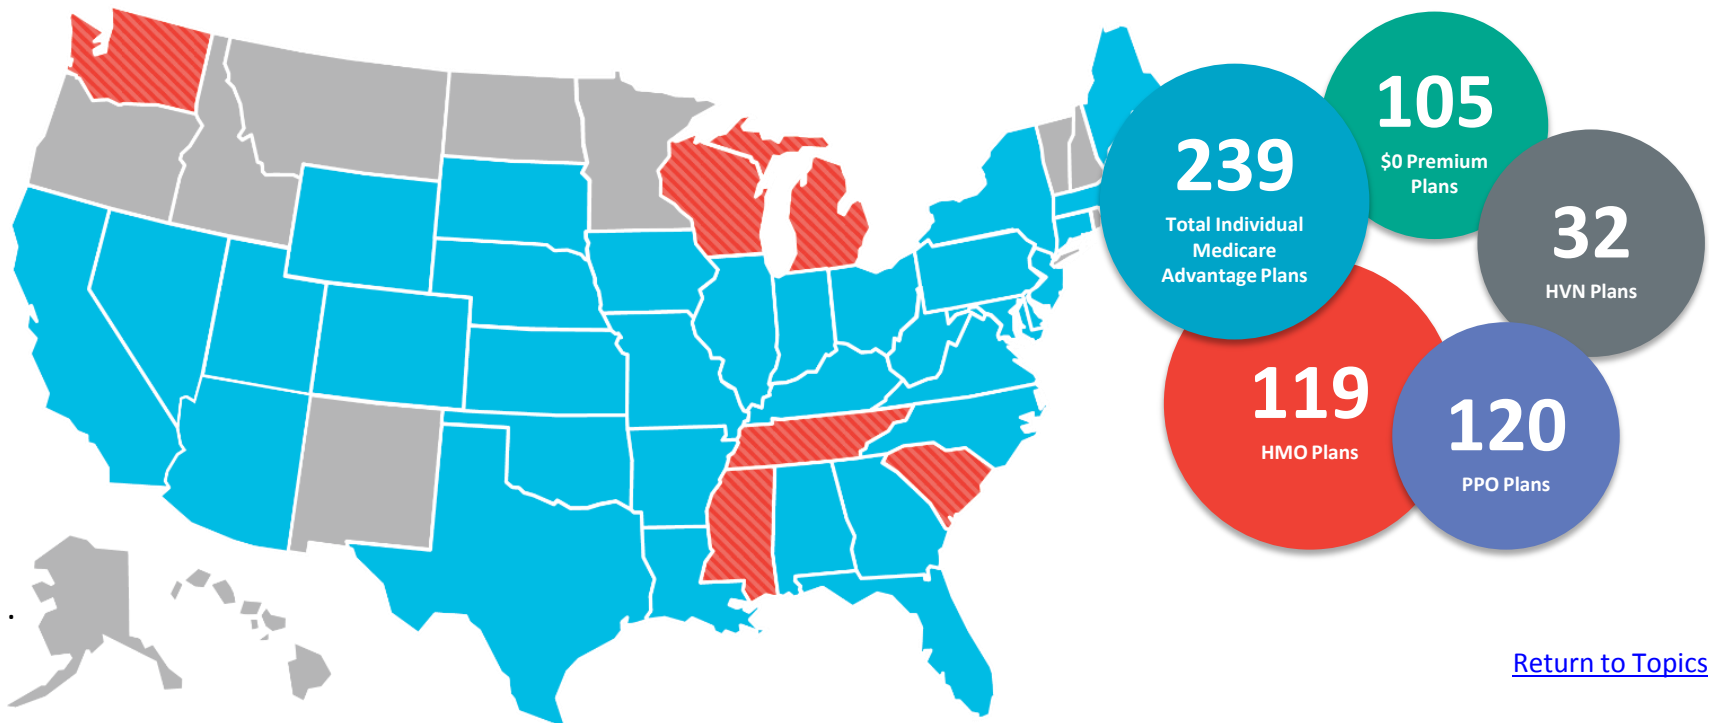 105
$0 Premium
Plans
239
Total Individual
Medicare
Advantage Plans
32
HVN Plans
119
HMO Plans
120
PPO Plans
.
Return to Topics